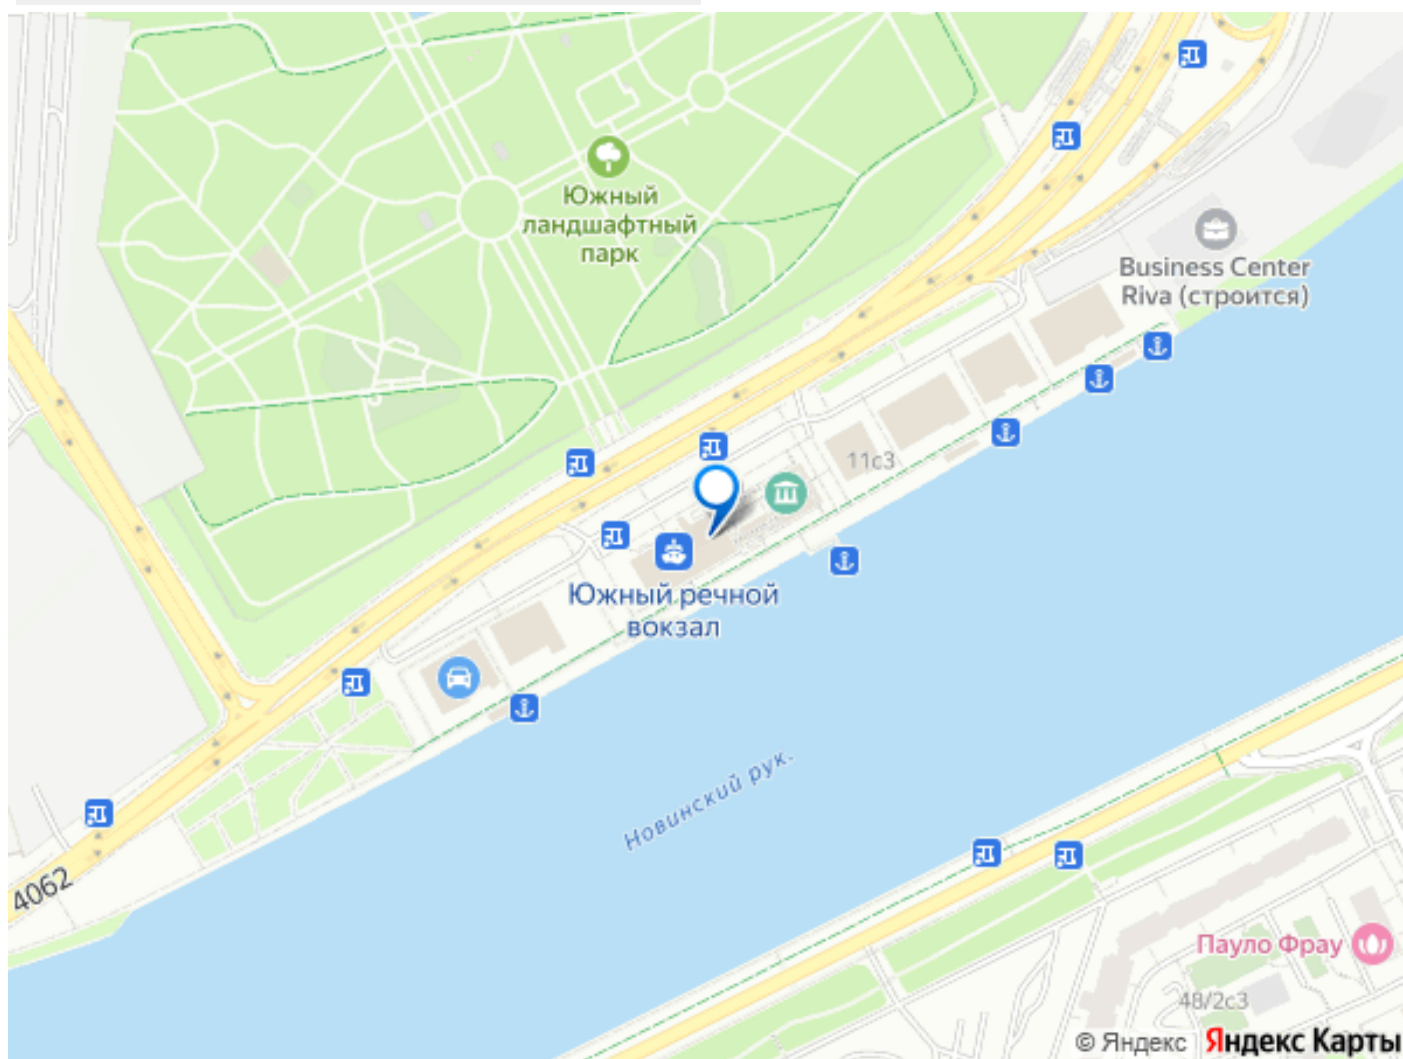 Южный
ландшафтный
парк
Business Center
Riva (строится)
11с3
Южный речной
вокзал
Новинский рук.
4062
Пауло Фрау
48/2с3
© Яндекс Яндекс Карты